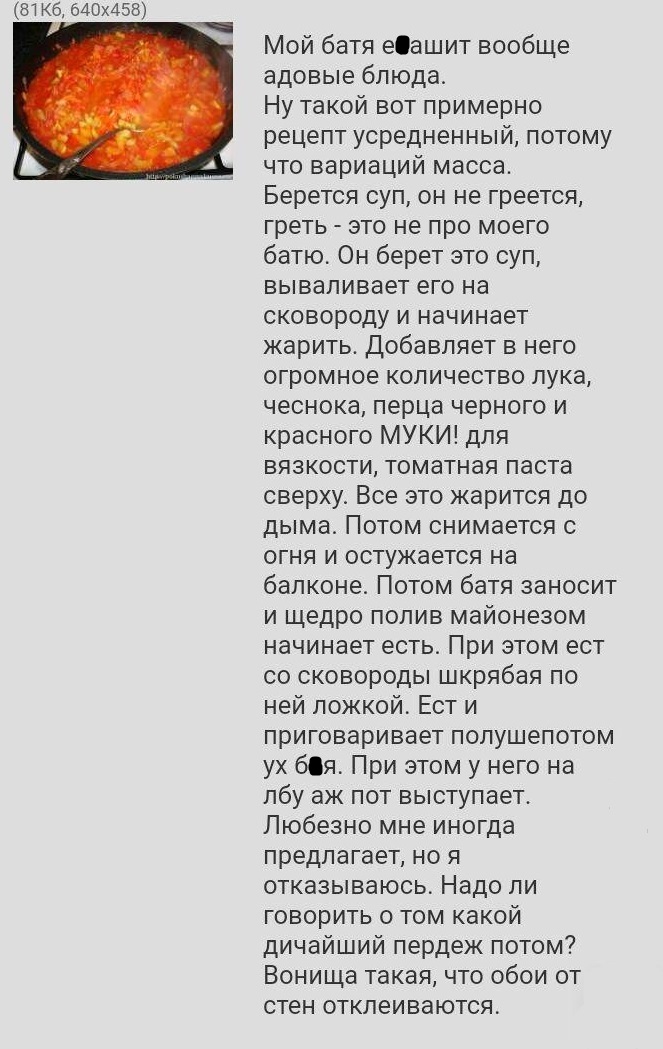 (81Кб, 640x458)
Мой батя е ашит вообще
адовые блюда.
Ну такой вот примерно
рецепт усредненный, потому
что вариаций масса.
Берется суп, он не греется,
греть - это не про моего
батю. Он берет это суп,
вываливает его на
сковороду и начинает
жарить. Добавляет в него
огромное количество лука,
чеснока, перца черного и
красного МУКИ! для
вязкости, томатная паста
сверху. Все это жарится до
дыма. Потом снимается с
огня и остужается на
балконе. Потом батя заносит
и щедро полив майонезом
начинает есть. При этом ест
со сковороды шкрябая по
ней ложкой. Ест и
приговаривает полушепотом
ух б я. При этом у него на
лбу аж пот выступает.
Любезно мне иногда
предлагает, но я
отказываюсь. Надо ли
говорить о том какой
дичайший пердеж потом?
Вонища такая, что обои от
стен отклеиваются.